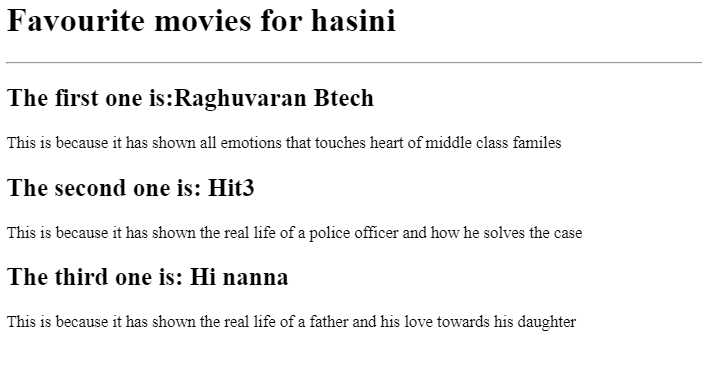 Favourite movies for hasini
The first one is:Raghuvaran Btech
This is because it has shown all emotions that touches heart of middle class familes
The second one is: Hit3
This is because it has shown the real life of a police officer and how he solves the case
The third one is: Hi nanna
This is because it has shown the real life of a father and his love towards his daughter